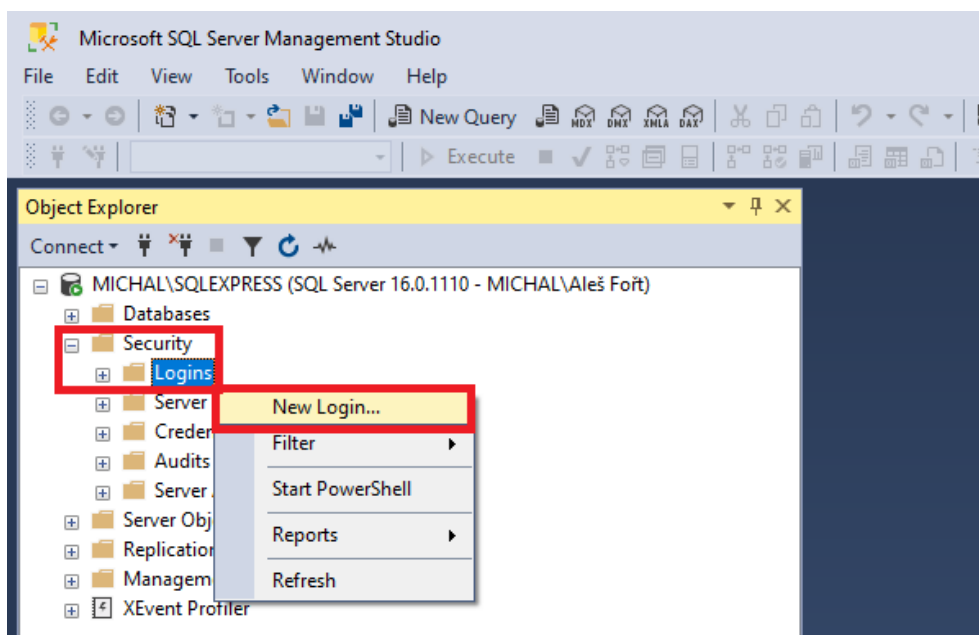 Microsoft SQL Server Management Studio
File Edit View Tools Window Help
New Query MDX DMX XMLA DAX
Execute
Object Explorer
Connect
MICHAL\SQLEXPRESS (SQL Server 16.0.1110 - MICHAL\Aleš Fořt)
Databases
Security
Logins
Server
New Login...
Filter
Audits
Server
Start PowerShell
Server Obj
Reports
Replication
Managem
Refresh
XEvent Profiler